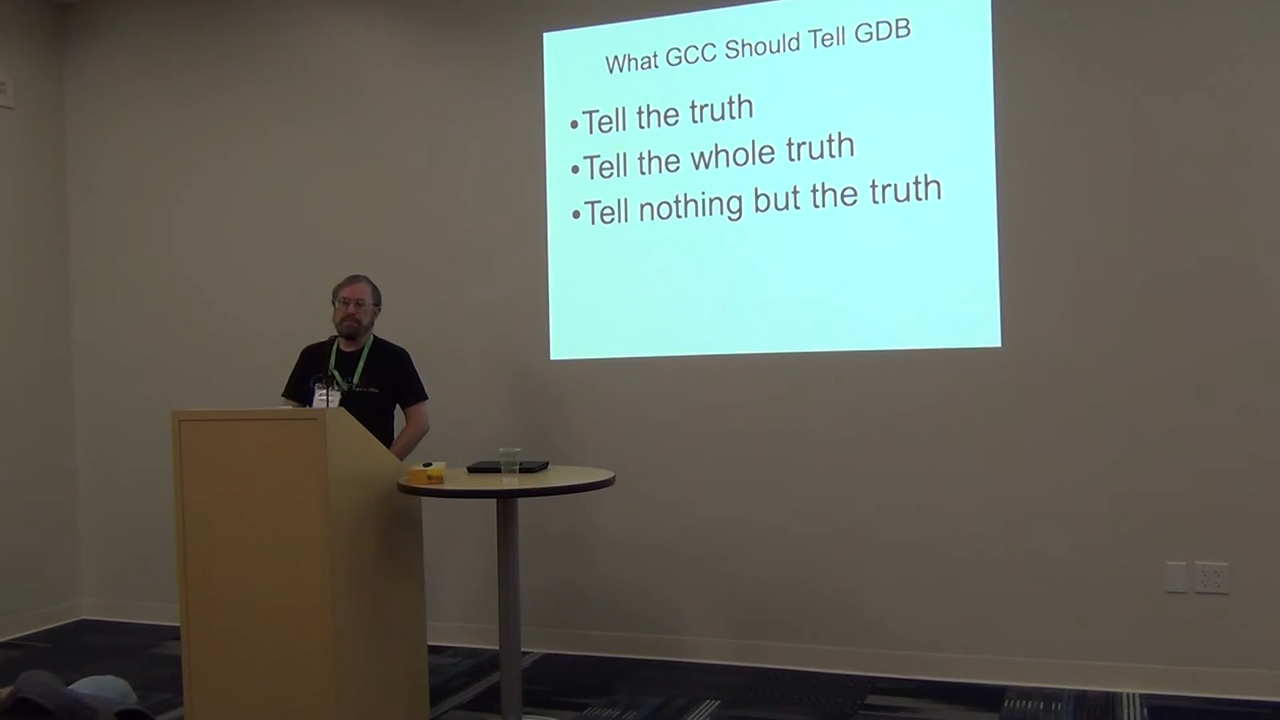 What GCC Should Tell GDB
•Tell the truth
•Tell the whole truth
•Tell nothing but the truth